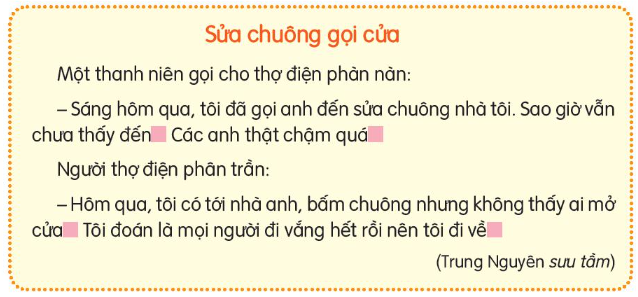 Sửa chuông gọi cửa
Một thanh niên gọi cho thợ điện phàn nàn:
– Sáng hôm qua, tôi đã gọi anh đến sửa chuông nhà tôi. Sao giờ vẫn
chưa thấy đến Các anh thật chậm quá
Người thợ điện phân trần:
– Hôm qua, tôi có tới nhà anh, bấm chuông nhưng không thấy ai mở
cửa Tôi đoán là mọi người đi vắng hết rồi nên tôi đi về
(Trung Nguyên sưu tầm)